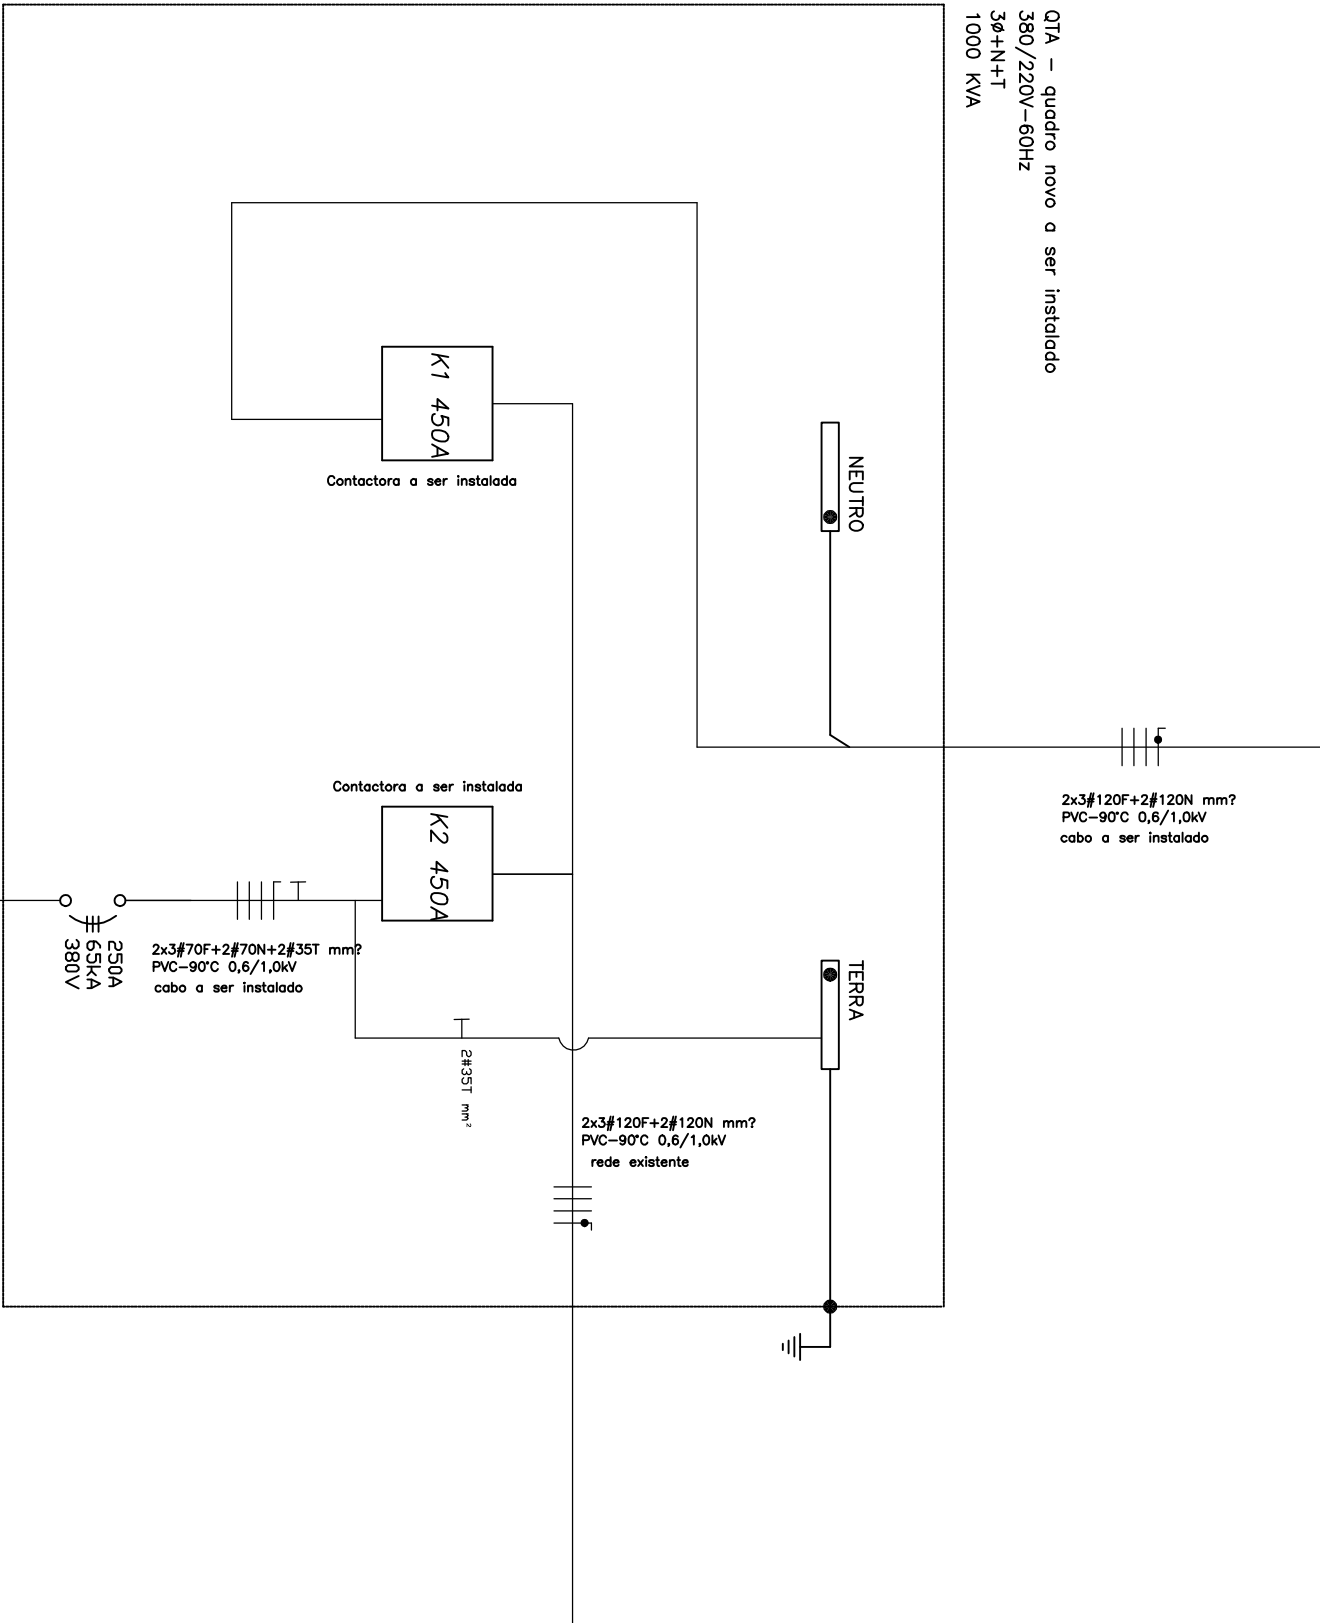 QTA - quadro novo a ser instalado
380/220V-60Hz
3ø+N+T
1000 KVA
K1 450A
Contactora a ser instalada
NEUTRO
2x3#120F+2#120N mm?
PVC-90°C 0,6/1,0kV
cabo a ser instalado
Contactora a ser instalada
K2 450A
250A
65kA
380V
2x3#70F+2#70N+2#35T mm?
PVC-90°C 0,6/1,0kV
cabo a ser instalado
TERRA
2#35T mm²
2x3#120F+2#120N mm?
PVC-90°C 0,6/1,0kV
rede existente